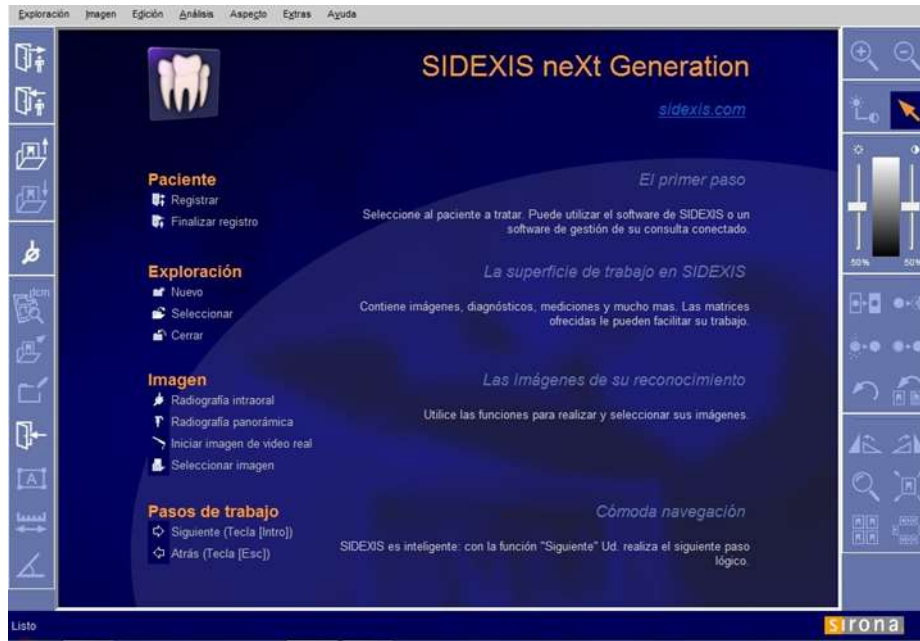 Exploración Imagen Edición Análisis Aspecto Extras Ayuda
SIDEXIS neXt Generation
sidexis.com
Paciente
El primer paso
Registrar
Finalizar registro
Seleccione al paciente a tratar. Puede utilizar el software de SIDEXIS o un
software de gestión de su consulta conectado.
Exploración
La superficie de trabajo en SIDEXIS
Nuevo
Seleccionar
Cerrar
Contiene imágenes, diagnósticos, mediciones y mucho mas. Las matrices
ofrecidas le pueden facilitar su trabajo.
Imagen
Las imágenes de su reconocimiento
Radiografía intraoral
Radiografía panorámica
Iniciar imagen de video real
Seleccionar imagen
Utilice las funciones para realizar y seleccionar sus imágenes.
Pasos de trabajo
Cómoda navegación
Siguiente (Tecla [Intro])
Atrás (Tecla [Esc])
SIDEXIS es inteligente: con la función "Siguiente" Ud. realiza el siguiente paso
lógico.
50% 50%
dcm
A
Listo
sirona